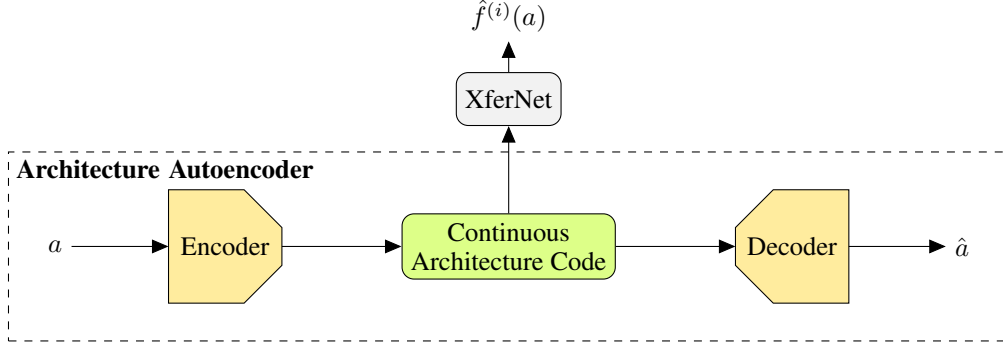 f̂⁽ⁱ⁾(a)
XferNet
Architecture Autoencoder
a
Encoder
Continuous
Architecture Code
Decoder
â